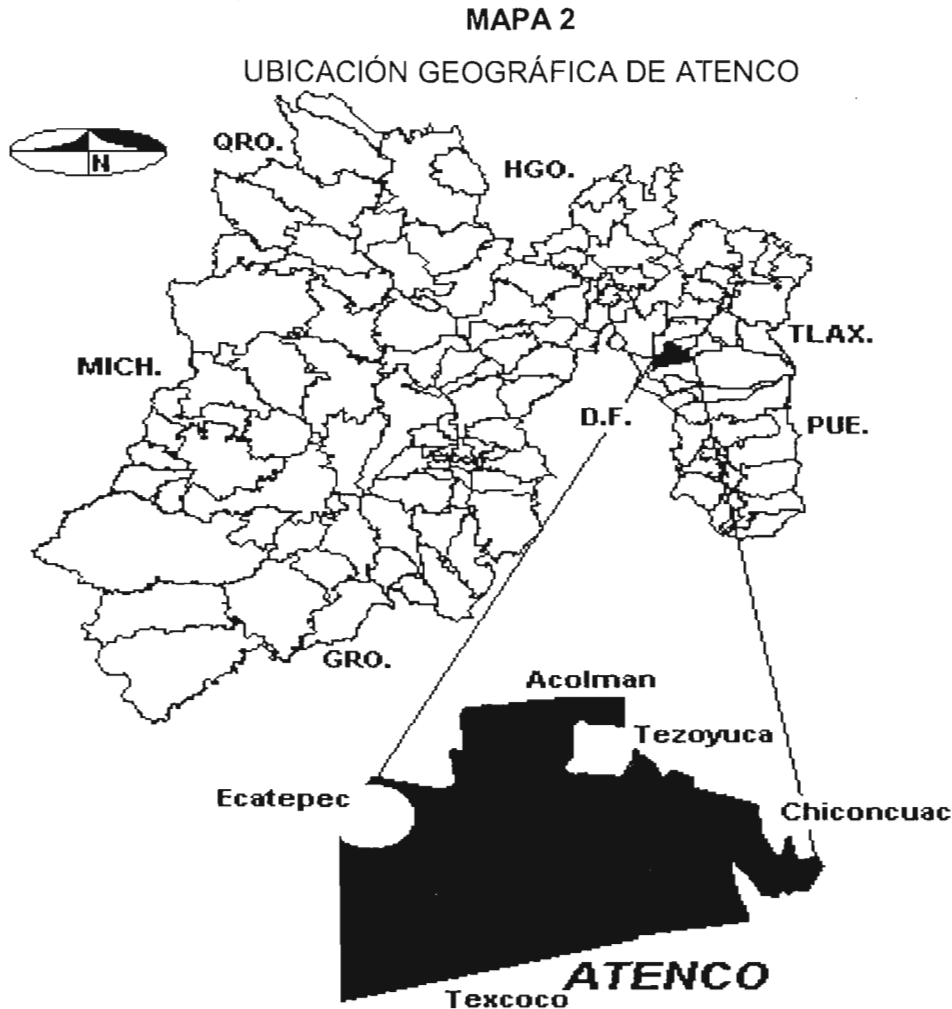 MAPA 2
UBICACIÓN GEOGRÁFICA DE ATENCO
QRO.
N
HGO.
TLAX.
MICH.
D.F.
PUE.
GRO.
Acolman
Tezoyuca
Ecatepec
Chiconcuac
ATENCO
Texcoco